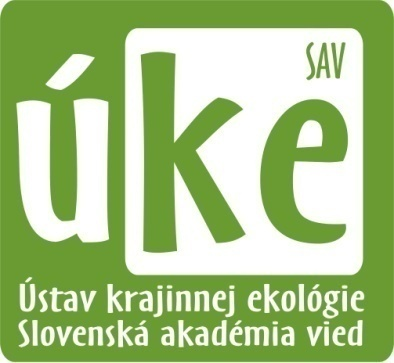 SAV
úke
Ústav krajinnej ekológie
Slovenská akadémia vied